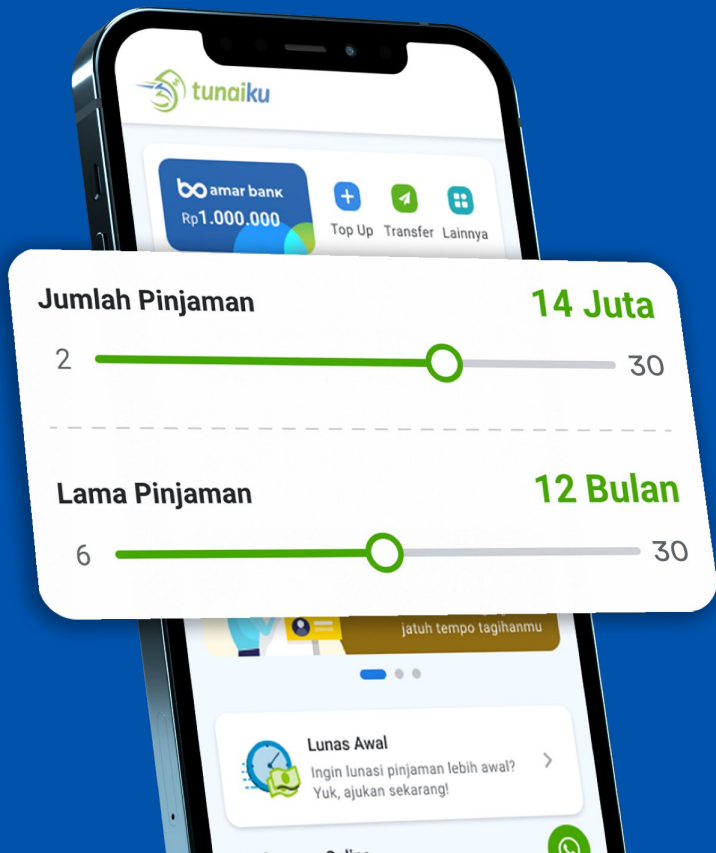 tunaiku
amar bank
Rp1.000.000
Top Up Transfer Lainnya
Jumlah Pinjaman 14 Juta
2 30
Lama Pinjaman 12 Bulan
6 30
jatuh tempo tagihanmu
Lunas Awal
Ingin lunasi pinjaman lebih awal?
Yuk, ajukan sekarang!